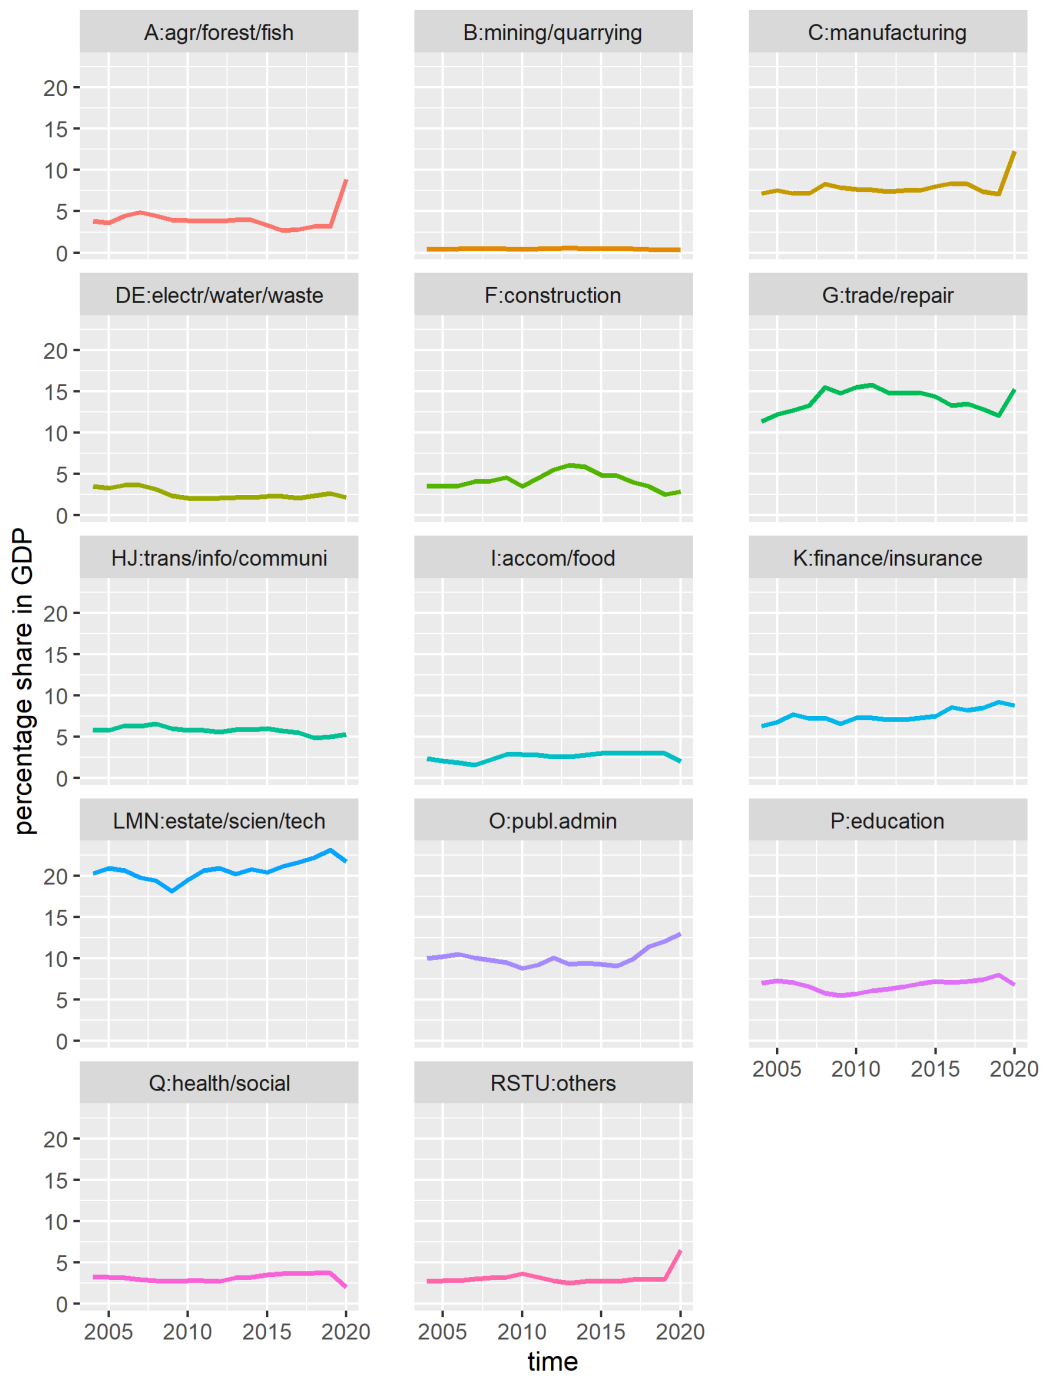 A:agr/forest/fish
B:mining/quarrying
C:manufacturing
20
15
10
5
0
DE:electr/water/waste
F:construction
G:trade/repair
20
15
10
5
0
HJ:trans/info/communi
I:accom/food
K:finance/insurance
20
15
10
5
0
percentage share in GDP
LMN:estate/scien/tech
O:publ.admin
P:education
20
15
10
5
0
2005 2010 2015 2020
Q:health/social
RSTU:others
20
15
10
5
0
2005 2010 2015 2020
2005 2010 2015 2020
time